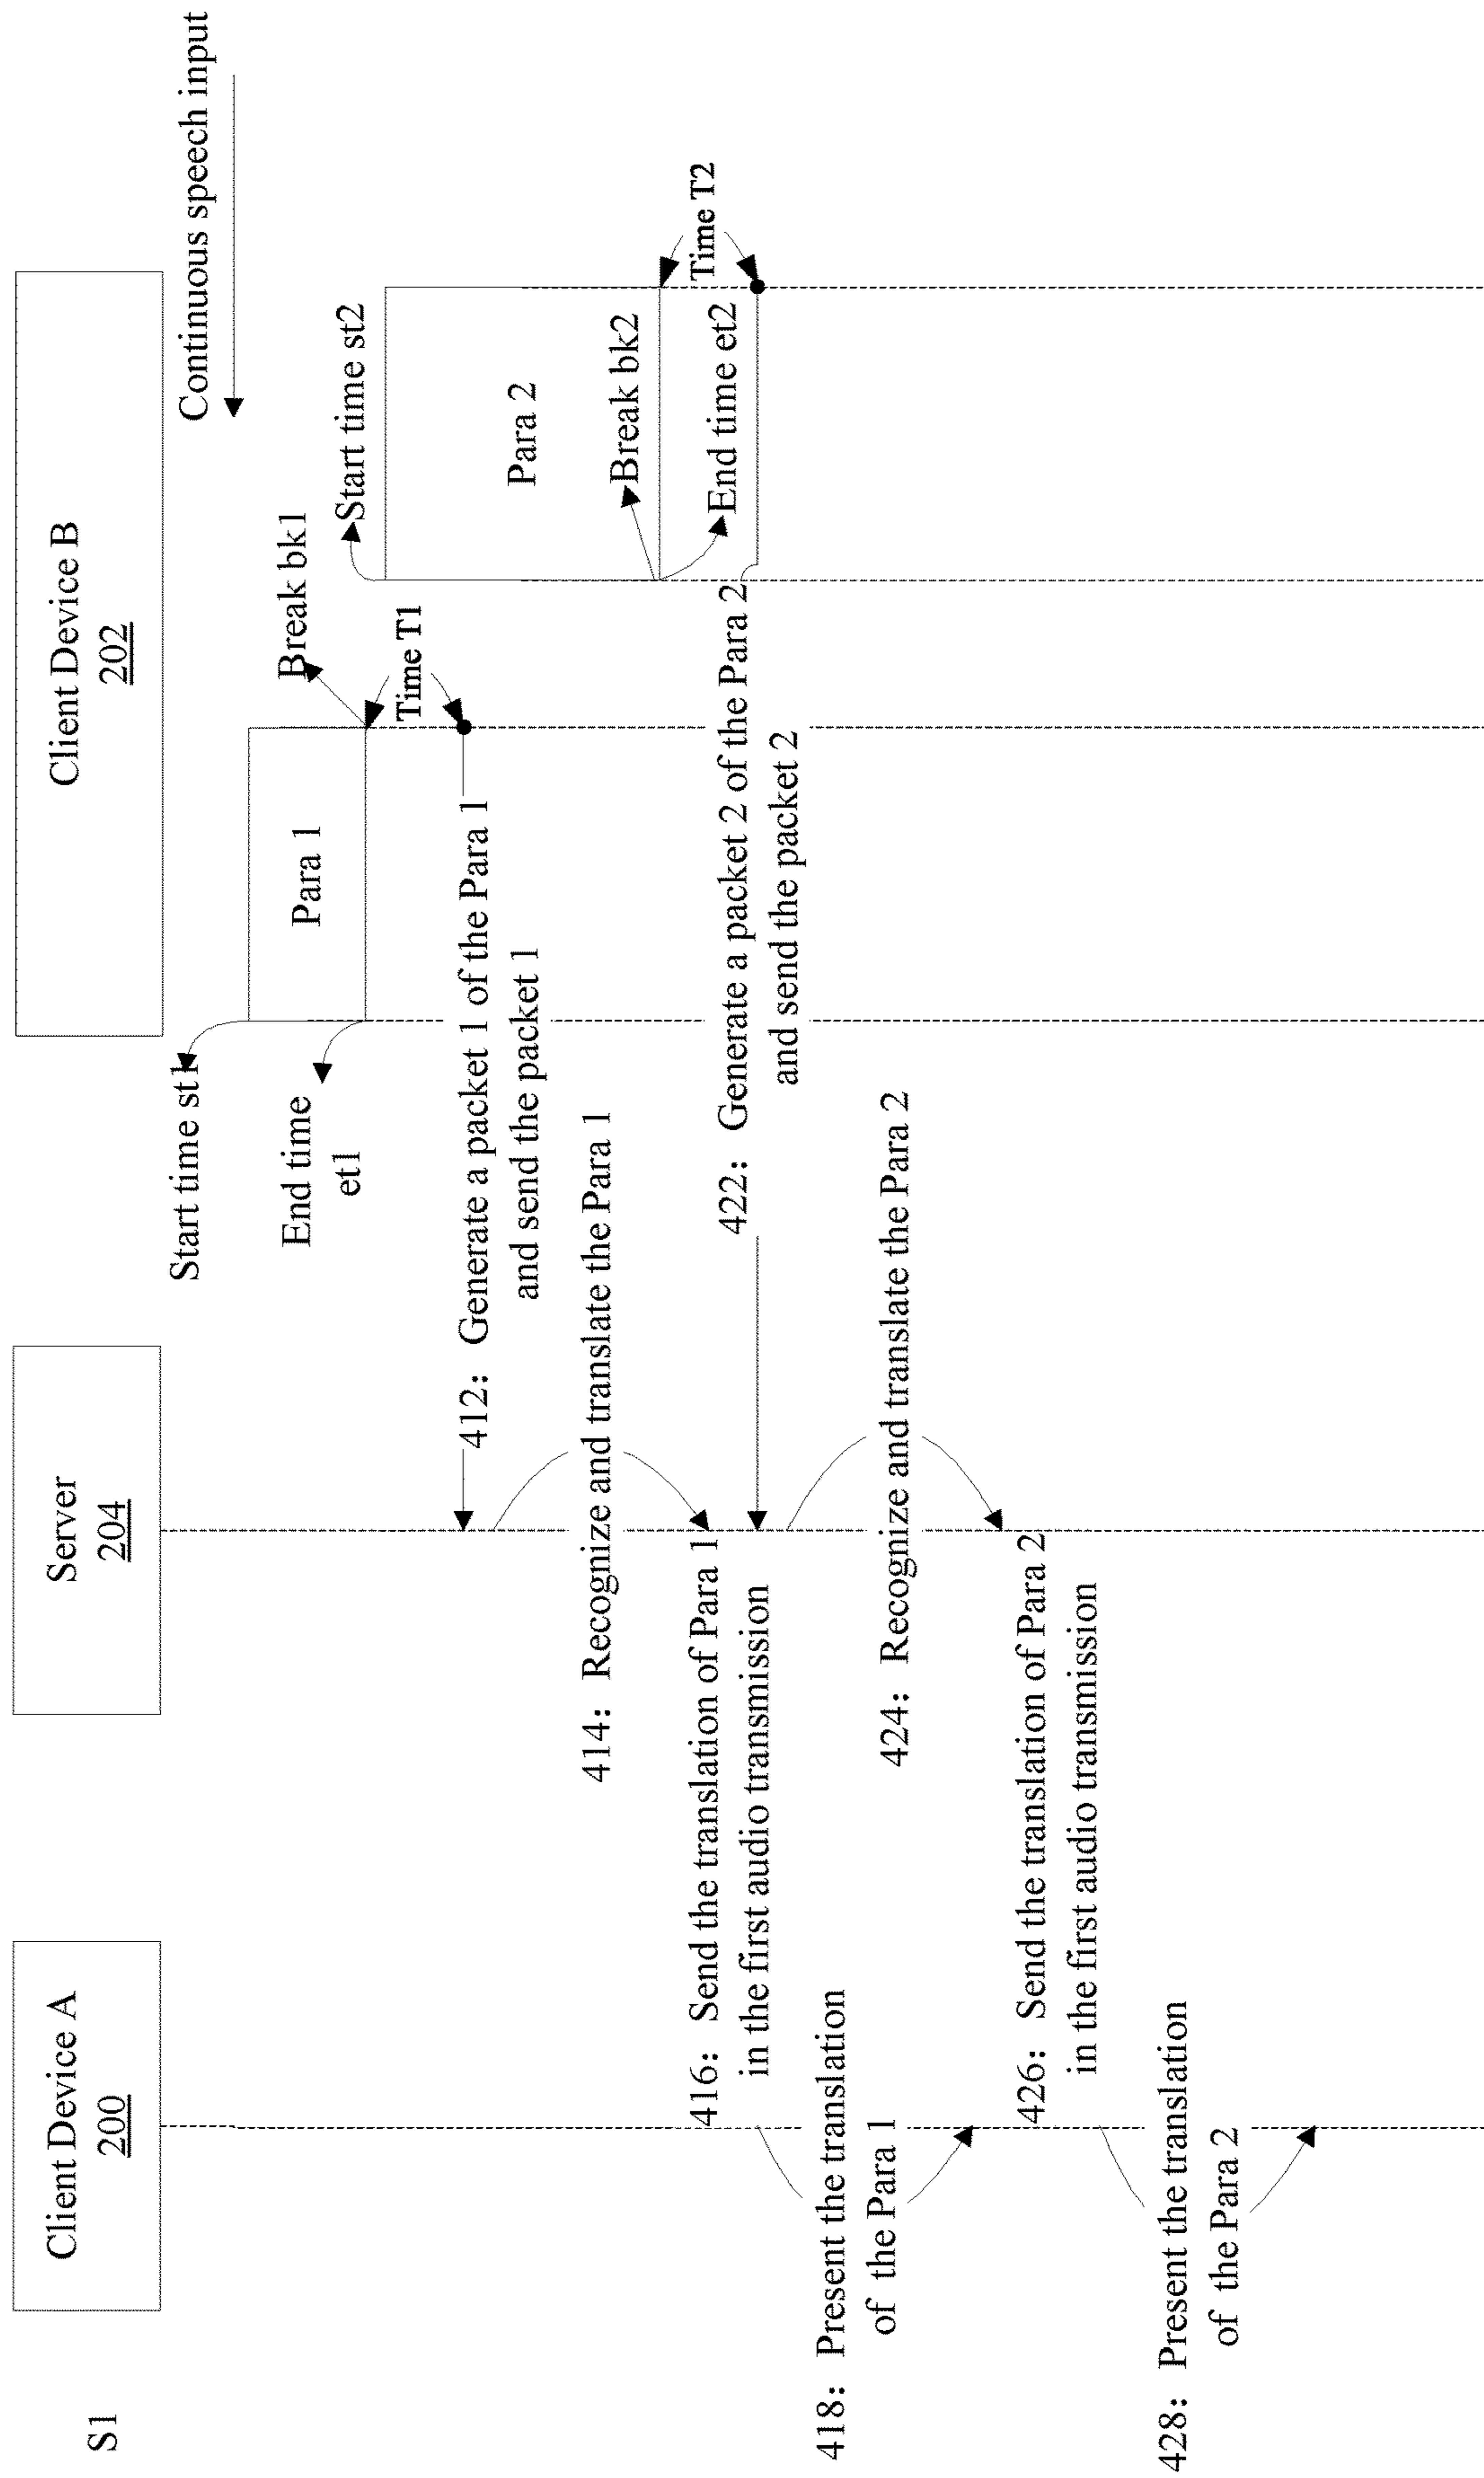 S1
Client Device A
200
Server
204
Client Device B
202
Continuous speech input
Start time st1
End time
et1
Para 1
Break bk1
Time T1
Start time st2
Para 2
Break bk2
End time et2
Time T2
412: Generate a packet 1 of the Para 1
and send the packet 1
414: Recognize and translate the Para 1
416: Send the translation of Para 1
in the first audio transmission
418: Present the translation
of the Para 1
422: Generate a packet 2 of the Para 2
and send the packet 2
424: Recognize and translate the Para 2
426: Send the translation of Para 2
in the first audio transmission
428: Present the translation
of the Para 2